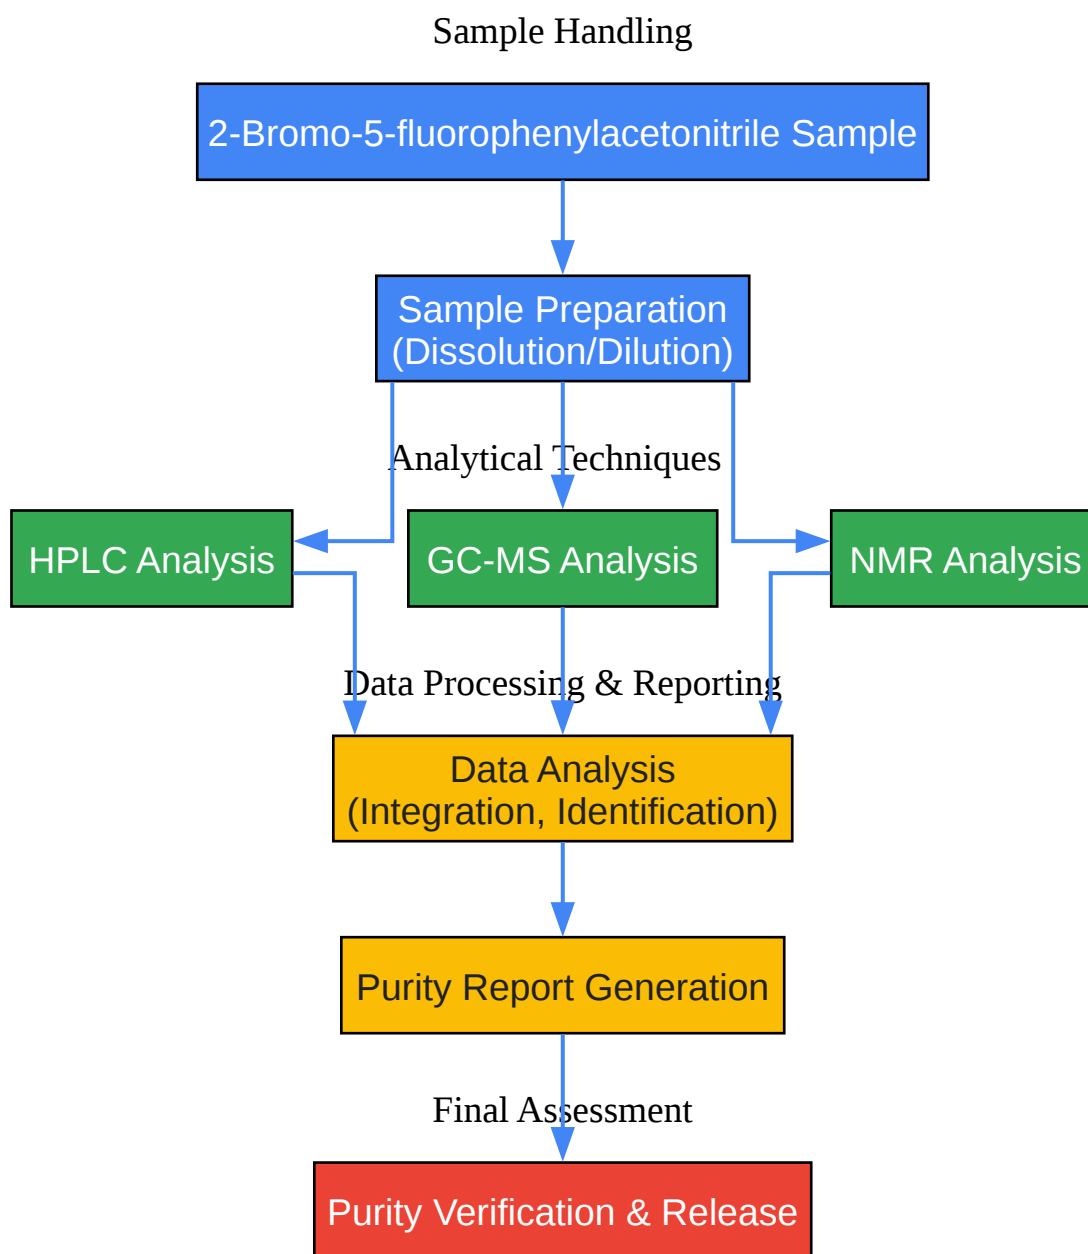 Sample Handling
2-Bromo-5-fluorophenylacetonitrile Sample
Sample Preparation
(Dissolution/Dilution)
Analytical Techniques
HPLC Analysis
GC-MS Analysis
NMR Analysis
Data Processing & Reporting
Data Analysis
(Integration, Identification)
Purity Report Generation
Final Assessment
Purity Verification & Release